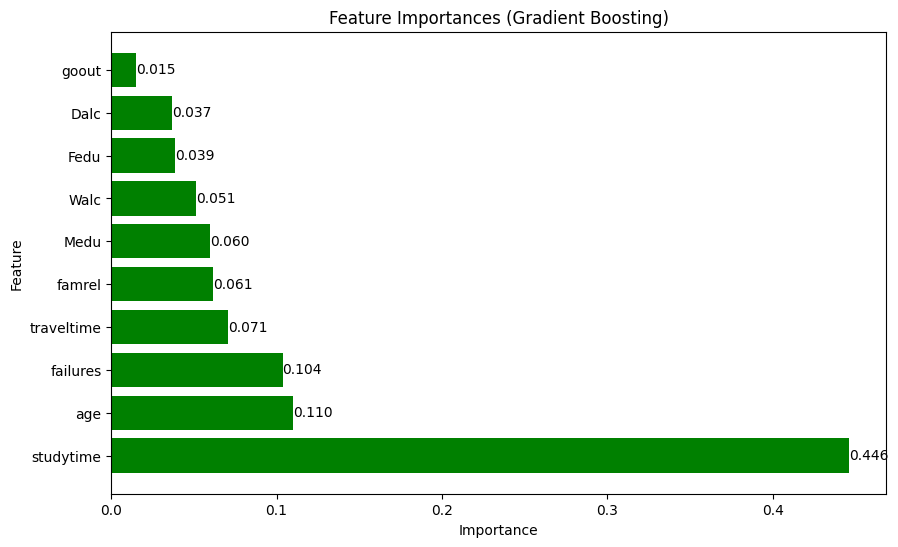 Feature Importances (Gradient Boosting)
Feature
goout 0.015
Dalc 0.037
Fedu 0.039
Walc 0.051
Medu 0.060
famrel 0.061
traveltime 0.071
failures 0.104
age 0.110
studytime 0.446
0.0 0.1 0.2 0.3 0.4
Importance